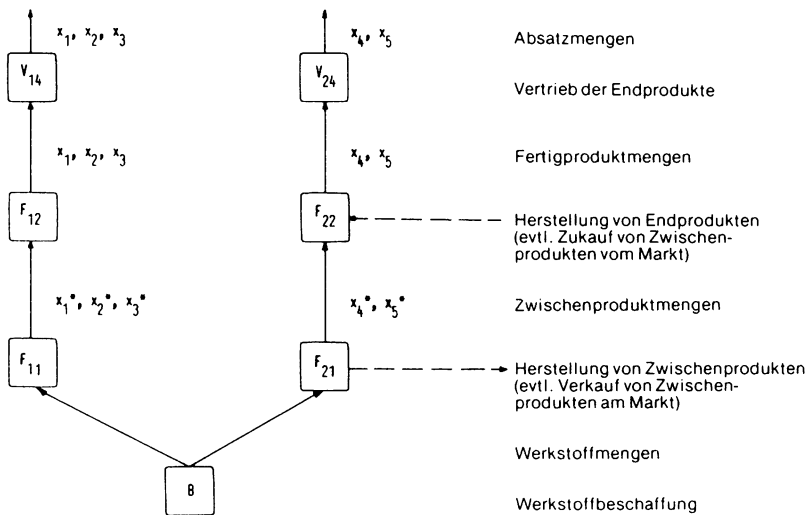 x₁, x₂, x₃
x₄, x₅
Absatzmengen
V₁₄
V₂₄
Vertrieb der Endprodukte
x₁, x₂, x₃
x₄, x₅
Fertigproduktmengen
F₁₂
F₂₂
Herstellung von Endprodukten
(evtl. Zukauf von Zwischen-
produkten vom Markt)
x₁*, x₂*, x₃*
x₄*, x₅*
Zwischenproduktmengen
F₁₁
F₂₁
Herstellung von Zwischenprodukten
(evtl. Verkauf von Zwischen-
produkten am Markt)
Werkstoffmengen
B
Werkstoffbeschaffung